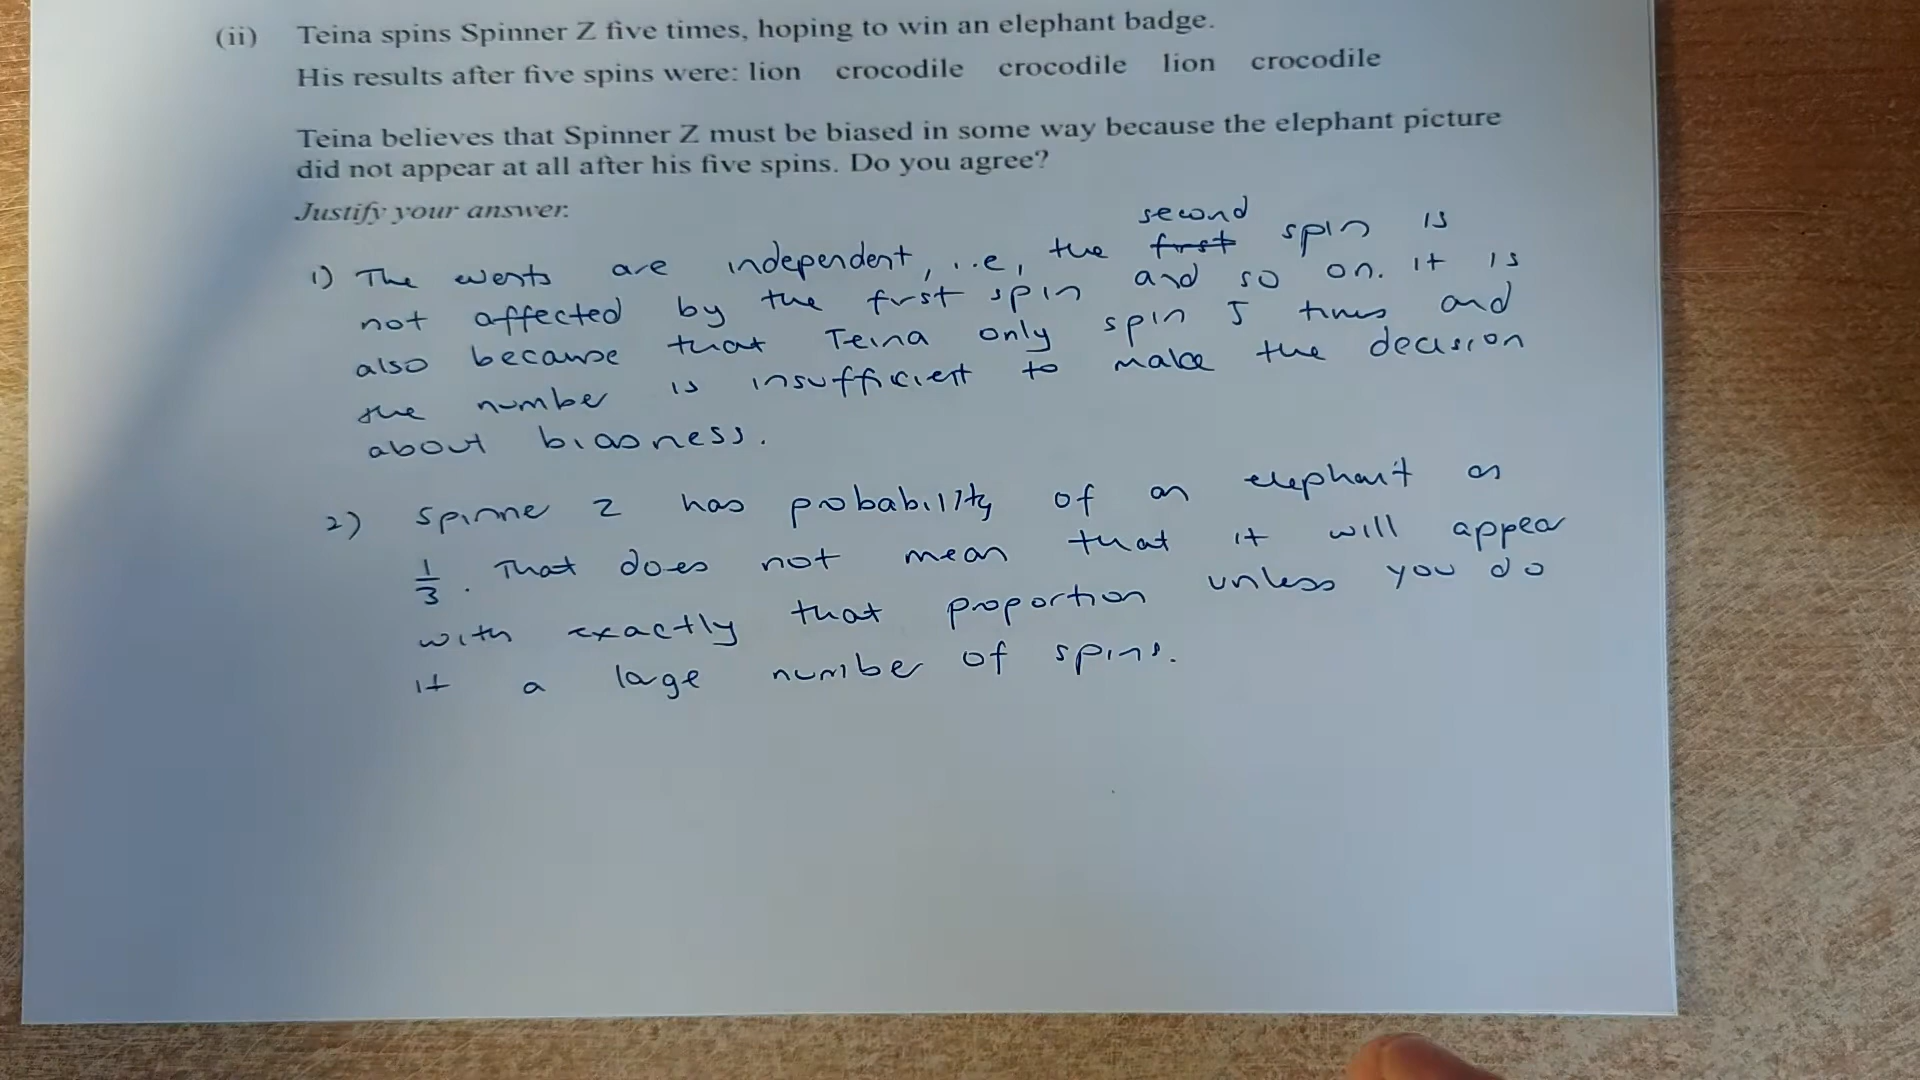 (ii) Teina spins Spinner Z five times, hoping to win an elephant badge.
His results after five spins were: lion crocodile crocodile lion crocodile
Teina believes that Spinner Z must be biased in some way because the elephant picture
did not appear at all after his five spins. Do you agree?
Justify your answer.
second
1) The events are independent, i.e, the first spin is
not affected by the first spin and so on. it is
also because that Teina only spin 5 times and
the number is insufficient to make the decision
about biasness.
2) spinne z has probability of an elephant as
1/3. That does not mean that it will appear
with exactly that proportion unless you do
it a large number of spins.